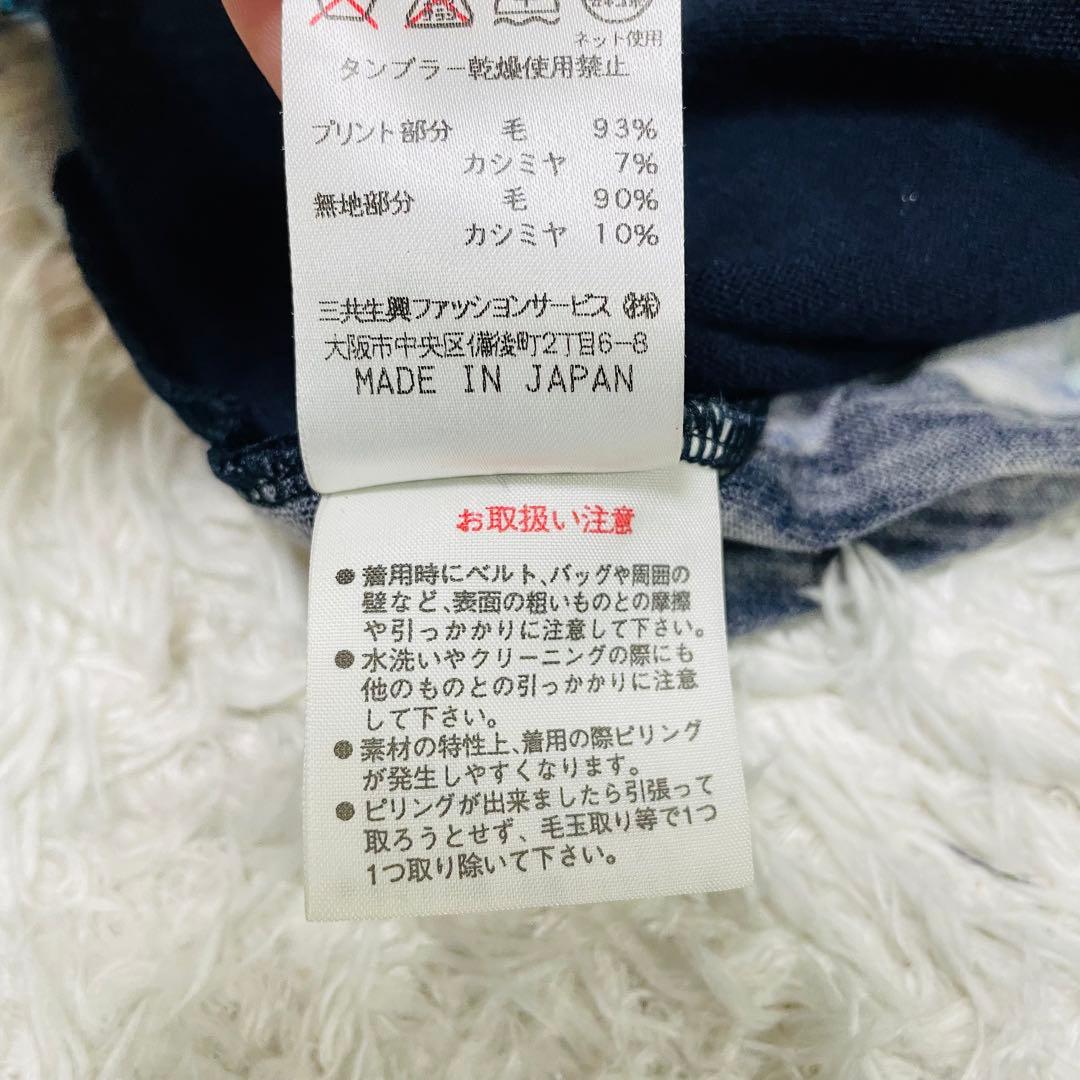 ネット使用
タンブラー乾燥使用禁止
プリント部分 毛 93%
カシミヤ 7%
無地部分 毛 90%
カシミヤ 10%
三共生興ファッションサービス ㈱
大阪市中央区備後町2丁目6-8
MADE IN JAPAN
お取扱い注意
● 着用時にベルト、バッグや周囲の
壁など、表面の粗いものとの摩擦
や引っかかりに注意して下さい。
● 水洗いやクリーニングの際にも
他のものとの引っかかりに注意
して下さい。
● 素材の特性上、着用の際ピリング
が発生しやすくなります。
● ピリングが出来ましたら引張って
取ろうとせず、毛玉取り等で1つ
1つ取り除いて下さい。